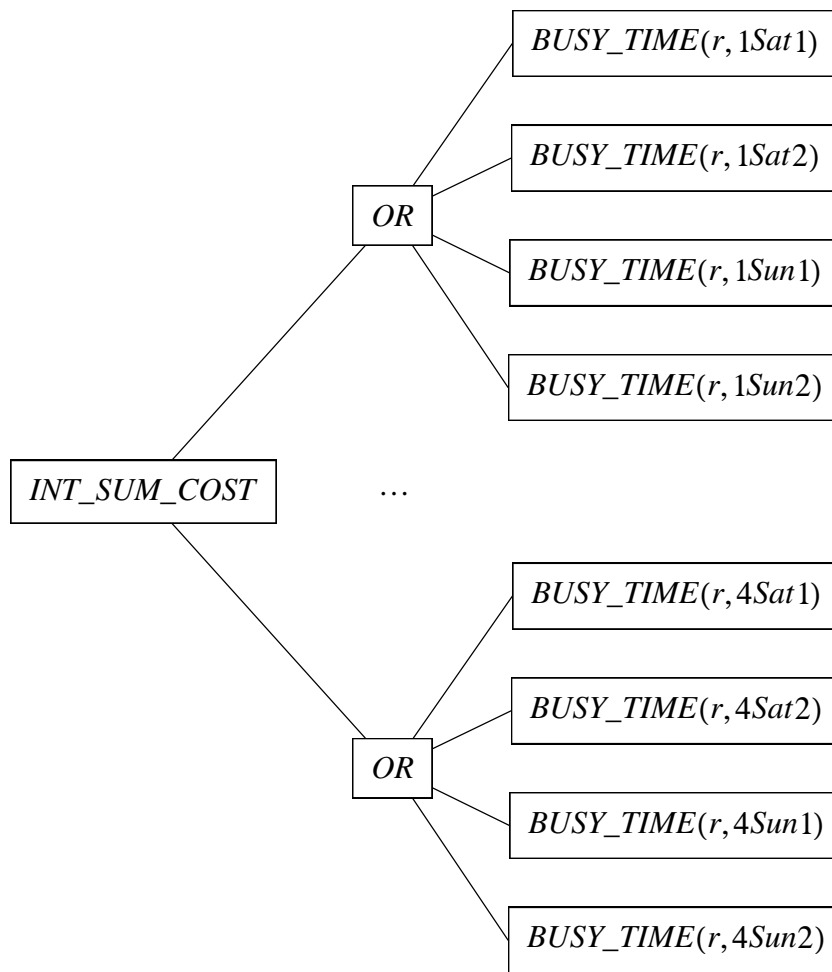 BUSY_TIME(r, 1Sat1)
BUSY_TIME(r, 1Sat2)
OR
BUSY_TIME(r, 1Sun1)
BUSY_TIME(r, 1Sun2)
INT_SUM_COST
...
BUSY_TIME(r, 4Sat1)
BUSY_TIME(r, 4Sat2)
OR
BUSY_TIME(r, 4Sun1)
BUSY_TIME(r, 4Sun2)